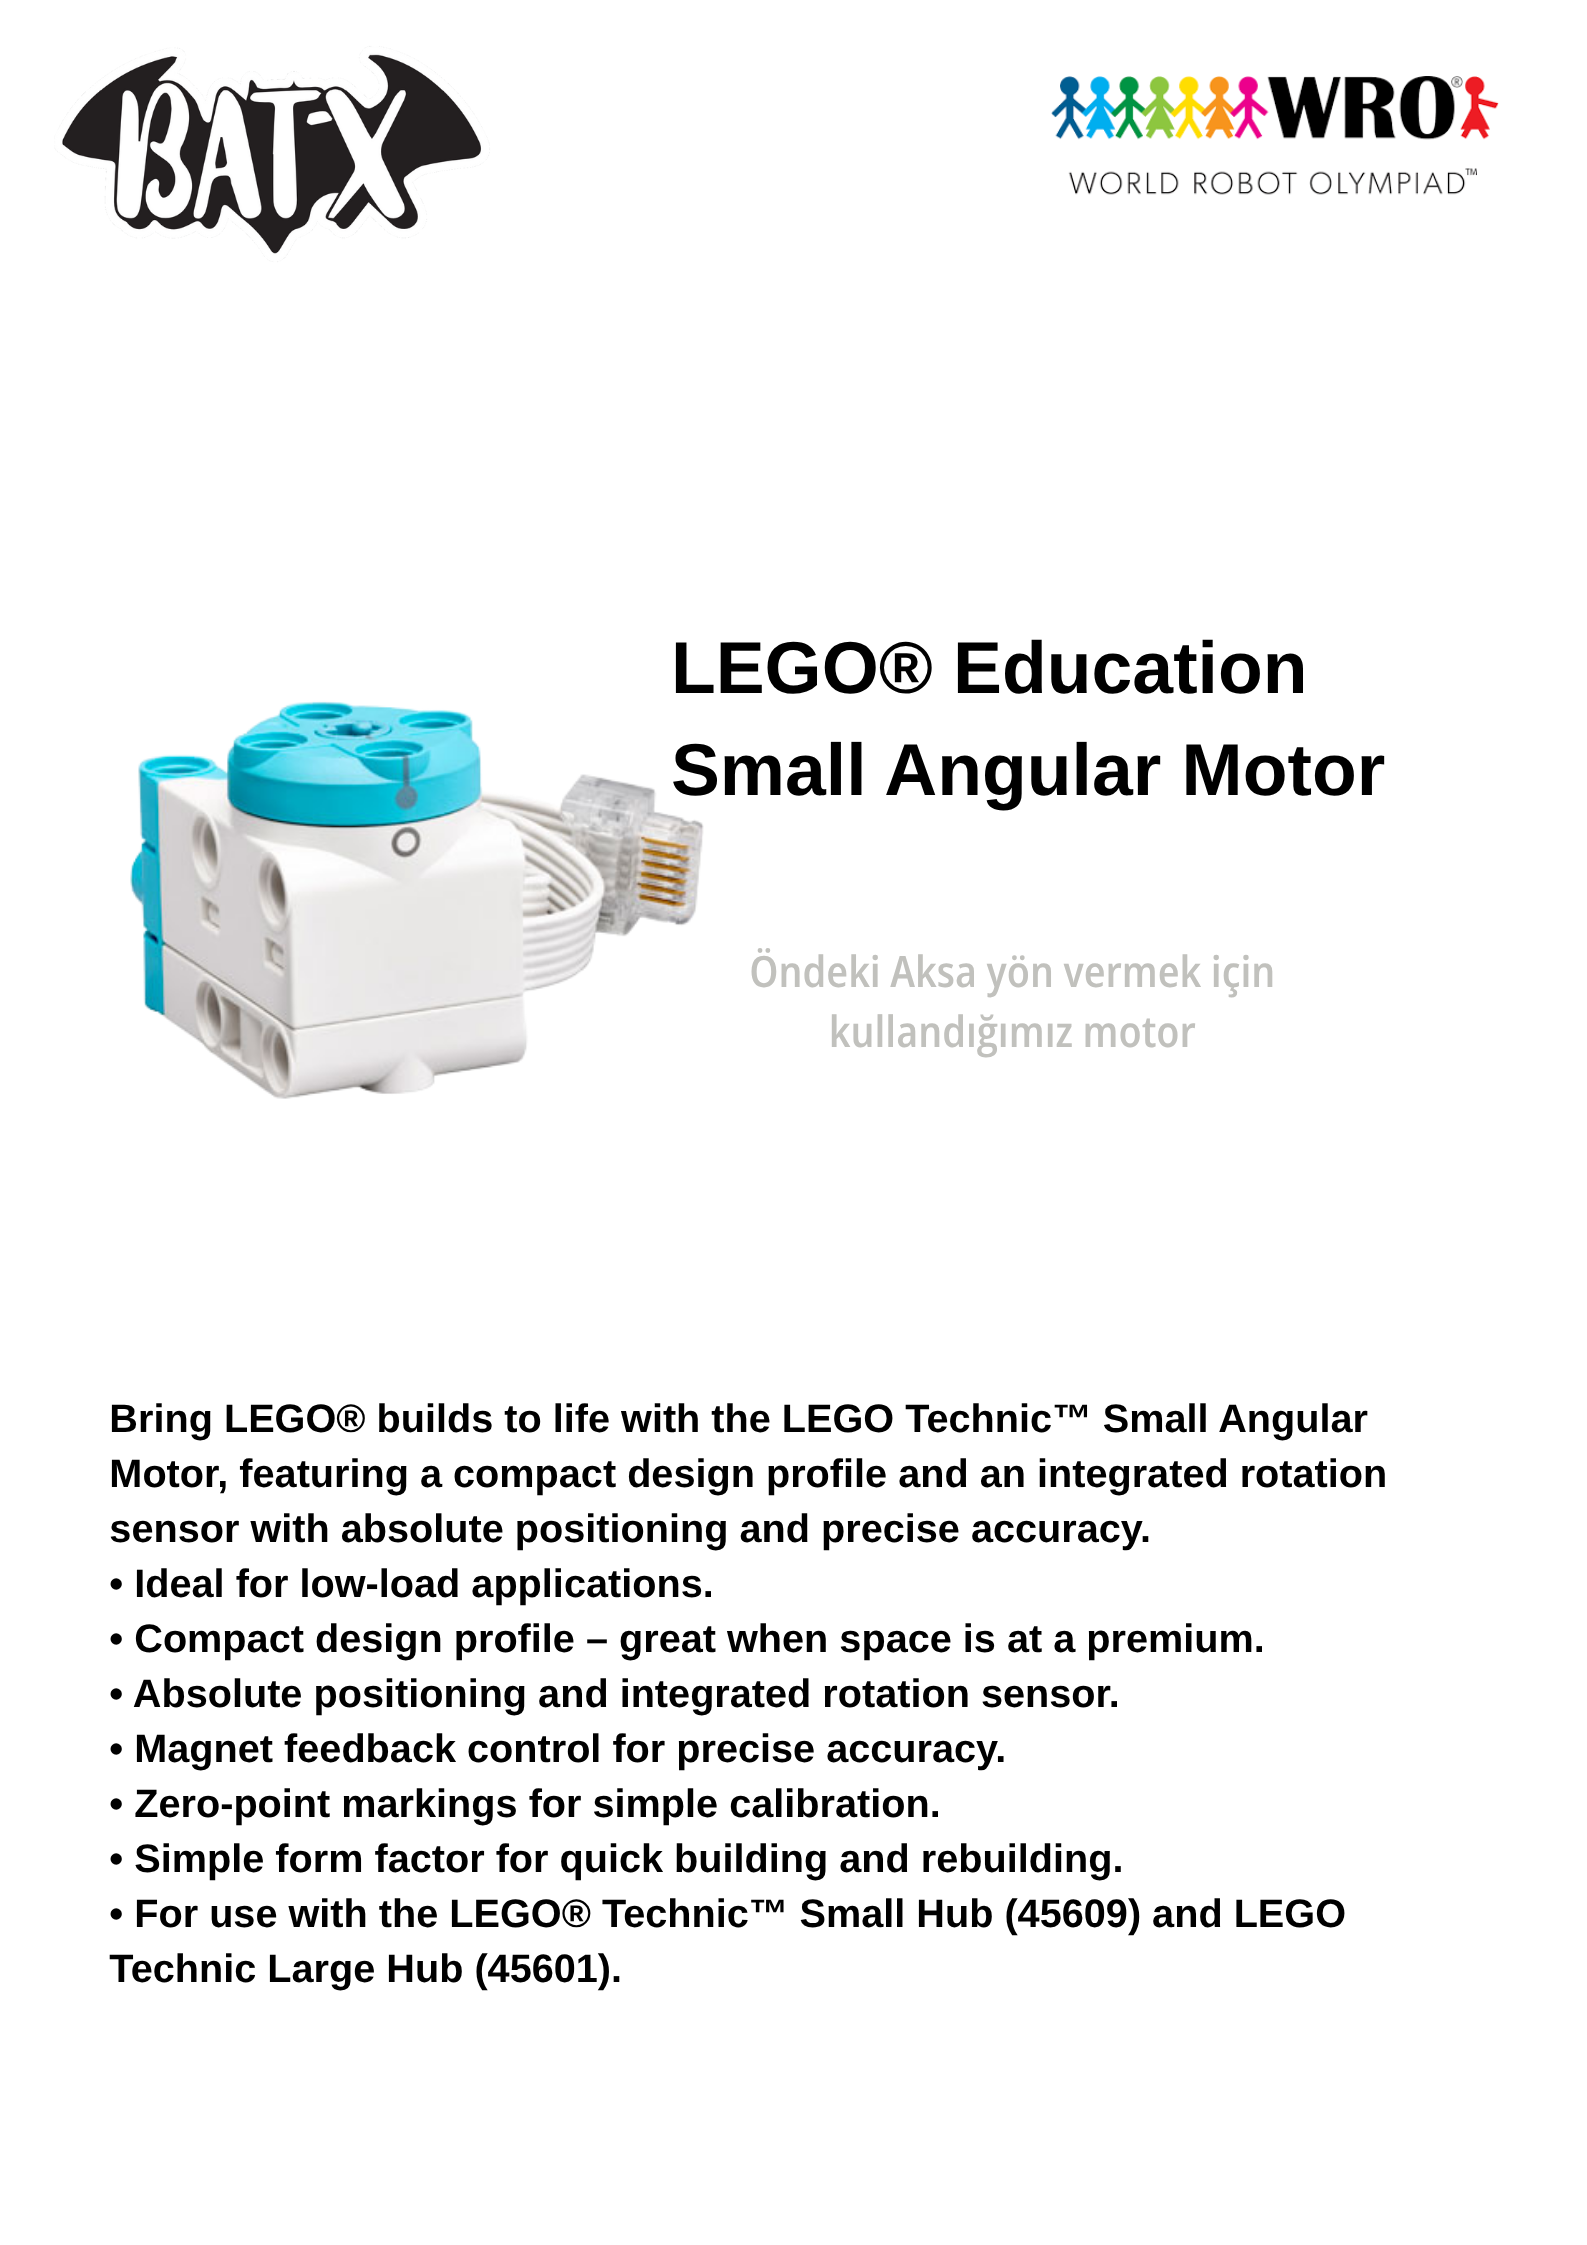 BAT-X
WRO®
WORLD ROBOT OLYMPIAD™
LEGO® Education
Small Angular Motor
Öndeki Aksa yön vermek için
kullandığımız motor
Bring LEGO® builds to life with the LEGO Technic™ Small Angular
Motor, featuring a compact design profile and an integrated rotation
sensor with absolute positioning and precise accuracy.
• Ideal for low-load applications.
• Compact design profile – great when space is at a premium.
• Absolute positioning and integrated rotation sensor.
• Magnet feedback control for precise accuracy.
• Zero-point markings for simple calibration.
• Simple form factor for quick building and rebuilding.
• For use with the LEGO® Technic™ Small Hub (45609) and LEGO
Technic Large Hub (45601).